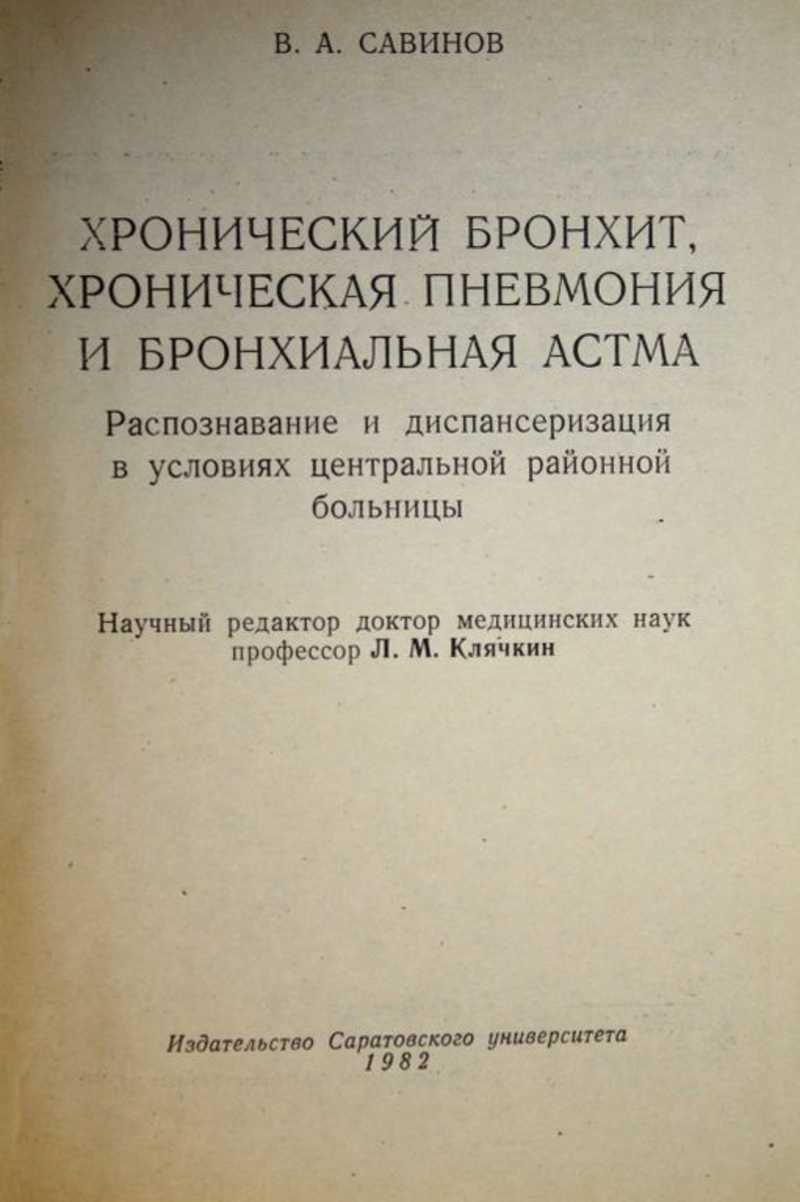 В. А. САВИНОВ
ХРОНИЧЕСКИЙ БРОНХИТ,
ХРОНИЧЕСКАЯ ПНЕВМОНИЯ
И БРОНХИАЛЬНАЯ АСТМА
Распознавание и диспансеризация
в условиях центральной районной
больницы
Научный редактор доктор медицинских наук
профессор Л. М. Клячкин
Издательство Саратовского университета
1982